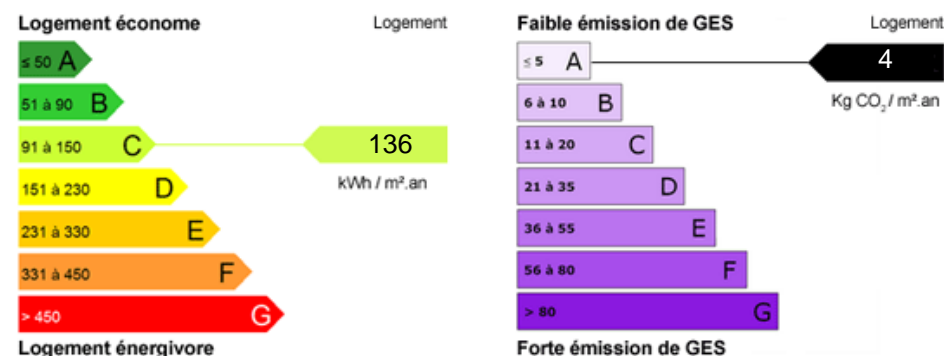 Logement économe Logement
≤ 50 A
51 à 90 B
91 à 150 C 136
kWh / m².an
151 à 230 D
231 à 330 E
331 à 450 F
> 450 G
Logement énergivore
Faible émission de GES Logement
≤ 5 A 4
Kg CO₂ / m².an
6 à 10 B
11 à 20 C
21 à 35 D
36 à 55 E
56 à 80 F
> 80 G
Forte émission de GES